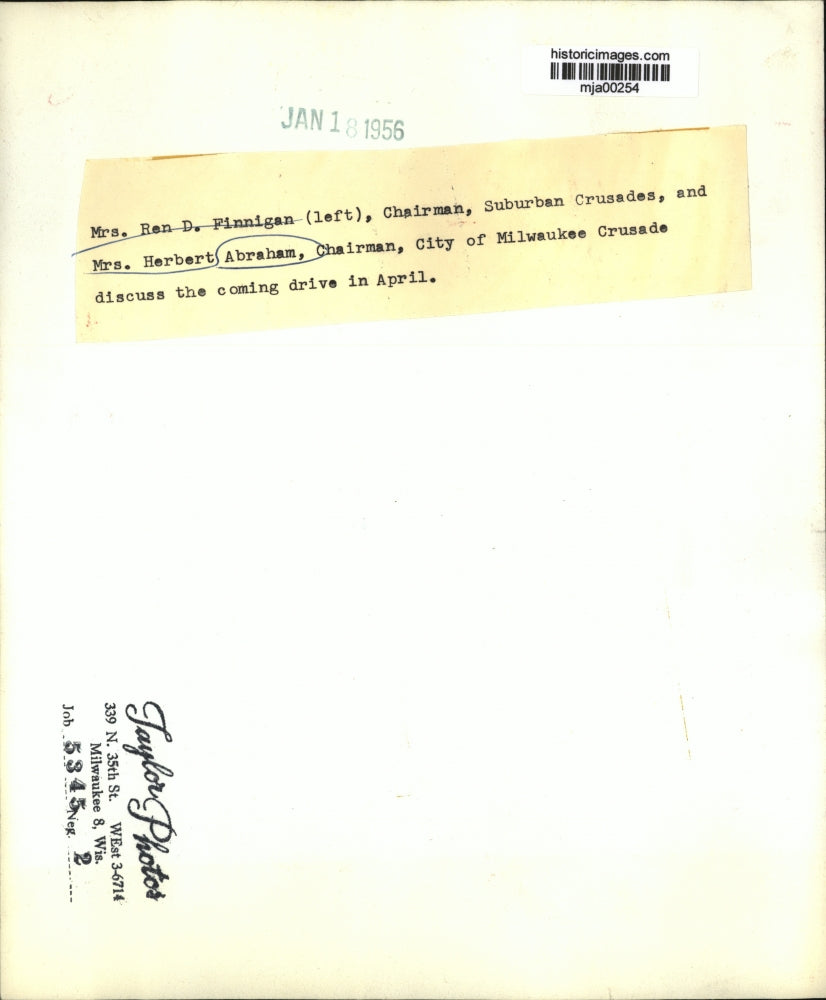 historicimages.com
mja00254
JAN 18 1956
Mrs. Ren D. Finnigan (left), Chairman, Suburban Crusades, and
Mrs. Herbert Abraham, Chairman, City of Milwaukee Crusade
discuss the coming drive in April.
Taylor Photos
339 N. 35th St. WEst 3-6714
Milwaukee 8, Wis.
Job 5345 Neg. 2